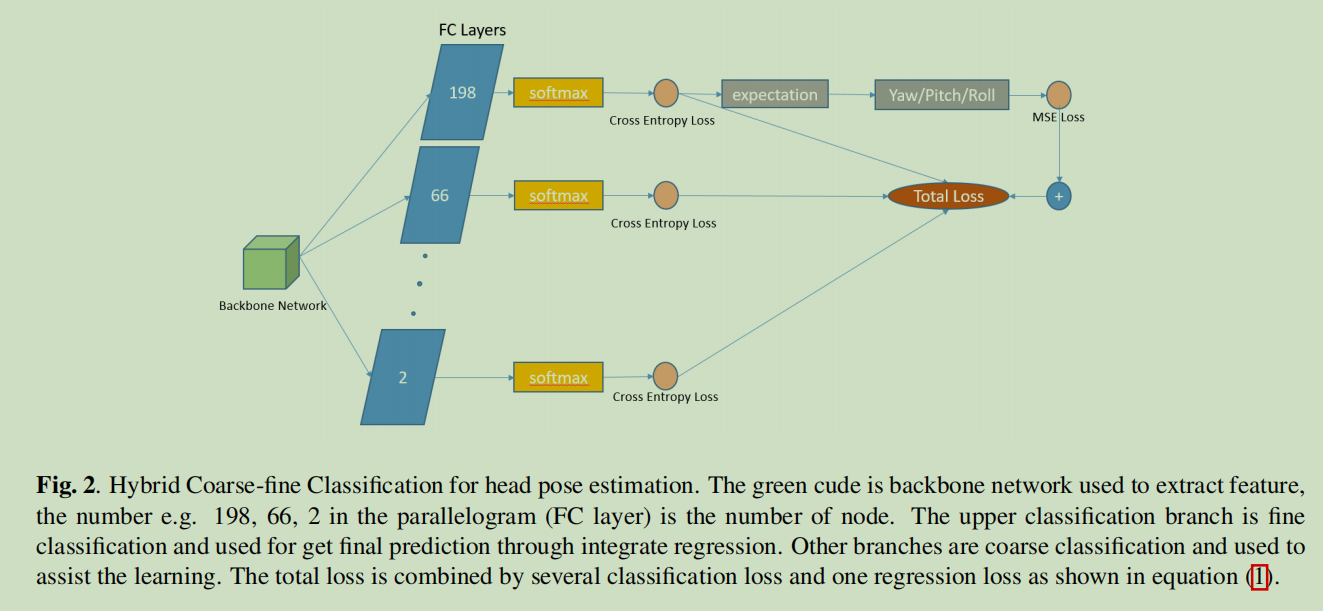 FC Layers
198
softmax
expectation
Yaw/Pitch/Roll
Cross Entropy Loss
MSE Loss
66
softmax
Total Loss
+
Cross Entropy Loss
Backbone Network
2
softmax
Cross Entropy Loss
Fig. 2. Hybrid Coarse-fine Classification for head pose estimation. The green cude is backbone network used to extract feature,
the number e.g. 198, 66, 2 in the parallelogram (FC layer) is the number of node. The upper classification branch is fine
classification and used for get final prediction through integrate regression. Other branches are coarse classification and used to
assist the learning. The total loss is combined by several classification loss and one regression loss as shown in equation (1).